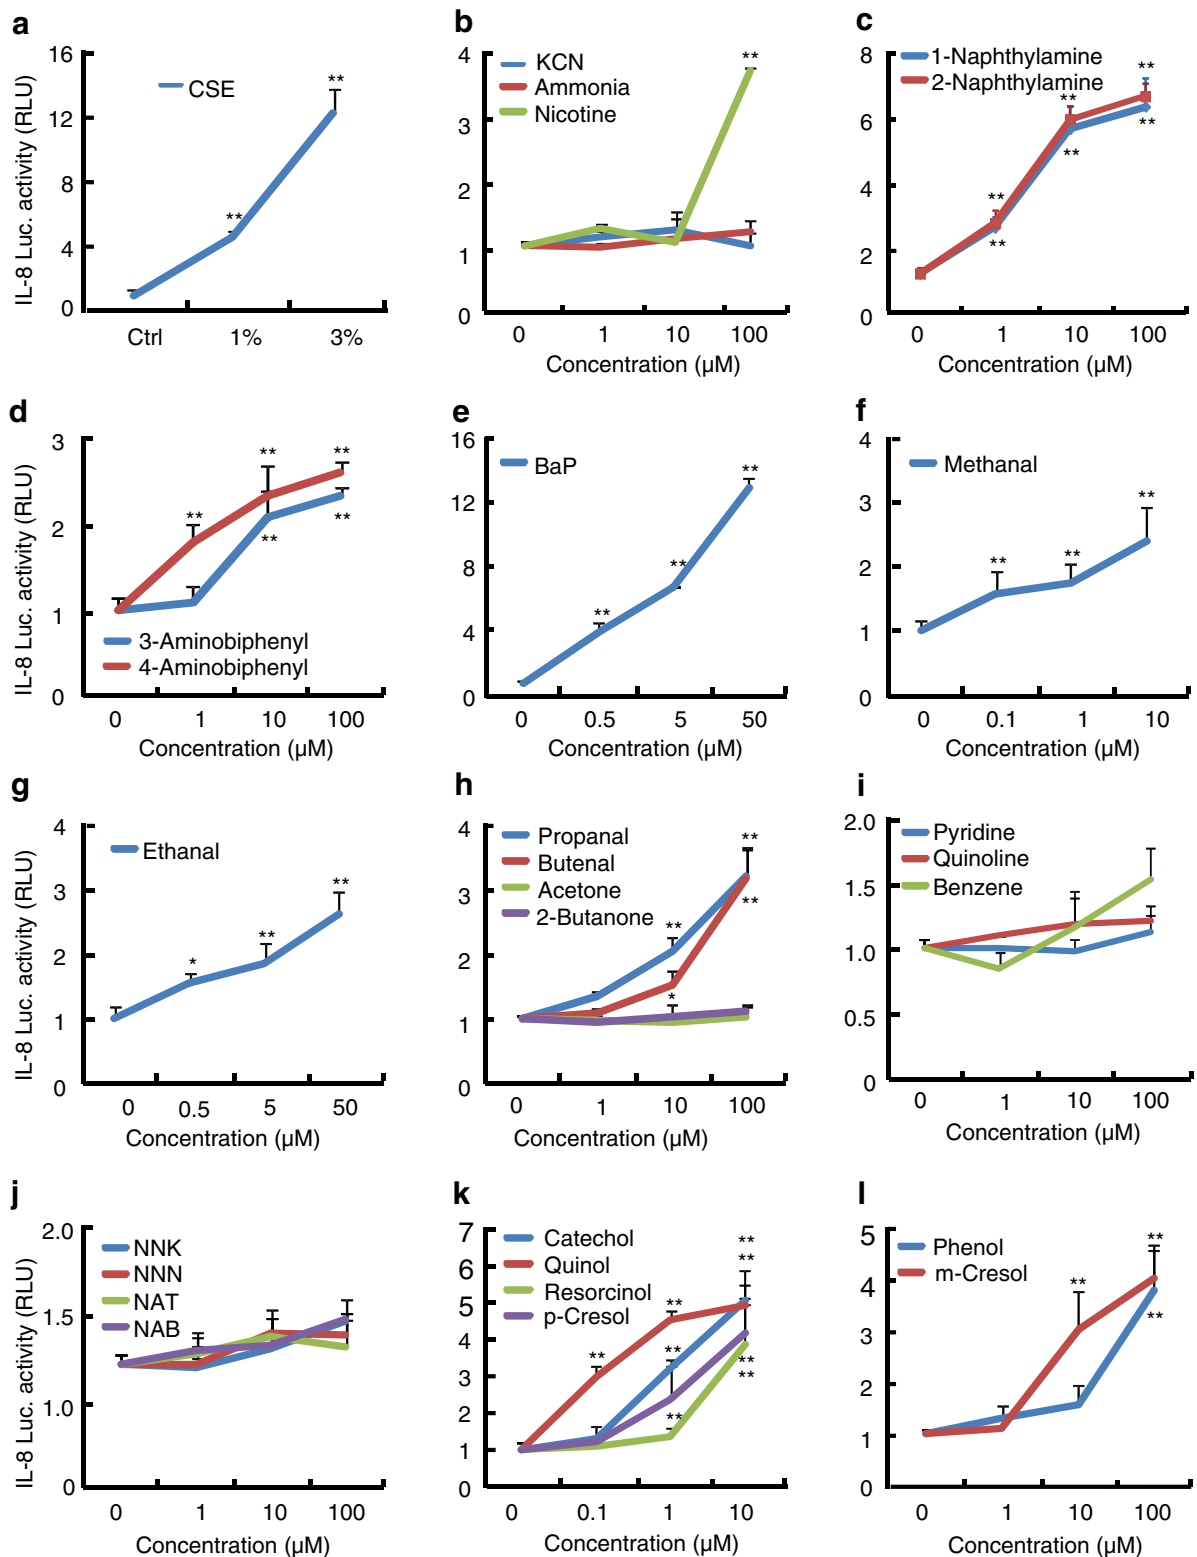 a
IL-8 Luc. activity (RLU)
16
12
8
4
0
CSE
**
**
Ctrl 1% 3%
b
4
3
2
1
0
KCN
Ammonia
Nicotine
**
0 1 10 100
Concentration (µM)
c
8
6
4
2
0
1-Naphthylamine
2-Naphthylamine
**
**
**
**
**
**
0 1 10 100
Concentration (µM)
d
IL-8 Luc. activity (RLU)
3
2
1
0
**
**
**
**
**
3-Aminobiphenyl
4-Aminobiphenyl
0 1 10 100
Concentration (µM)
e
16
12
8
4
0
BaP
**
**
**
0 0.5 5 50
Concentration (µM)
f
4
3
2
1
0
Methanal
**
**
**
0 0.1 1 10
Concentration (µM)
g
IL-8 Luc. activity (RLU)
4
3
2
1
0
Ethanal
*
**
**
0 0.5 5 50
Concentration (µM)
h
4
3
2
1
0
Propanal
Butenal
Acetone
2-Butanone
**
**
**
*
0 1 10 100
Concentration (µM)
i
2.0
1.5
1.0
0.5
0
Pyridine
Quinoline
Benzene
0 1 10 100
Concentration (µM)
j
IL-8 Luc. activity (RLU)
2.0
1.5
1.0
0
NNK
NNN
NAT
NAB
0 1 10 100
Concentration (µM)
k
7
6
5
4
3
2
1
0
Catechol
Quinol
Resorcinol
p-Cresol
**
**
**
**
**
**
**
**
0 0.1 1 10
Concentration (µM)
l
5
4
3
2
1
0
Phenol
m-Cresol
**
**
**
0 1 10 100
Concentration (µM)